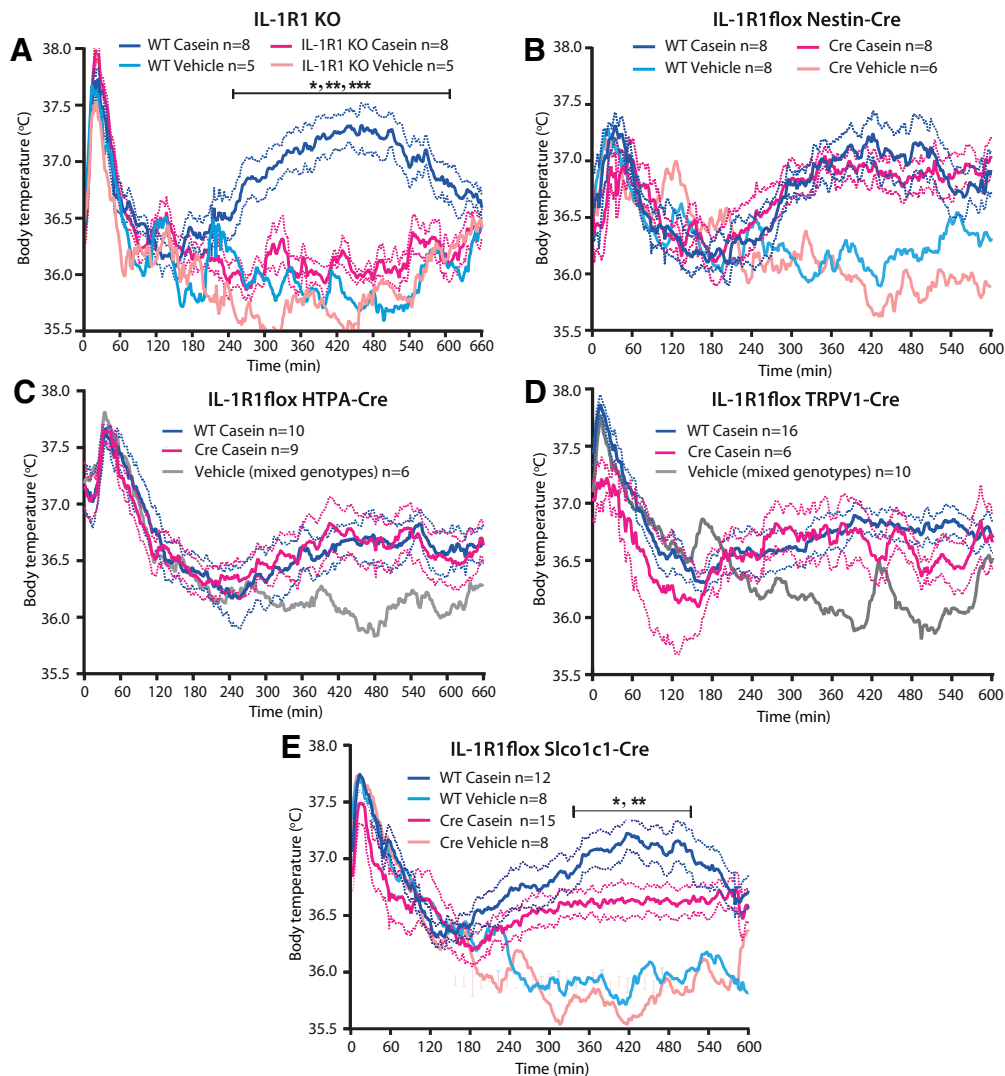 IL-1R1 KO
A
WT Casein n=8 IL-1R1 KO Casein n=8
WT Vehicle n=5 IL-1R1 KO Vehicle n=5
*,**,***
38.0
37.5
37.0
36.5
36.0
35.5
Body temperature (°C)
0 60 120 180 240 300 360 420 480 540 600 660
Time (min)
IL-1R1flox Nestin-Cre
B
WT Casein n=8 Cre Casein n=8
WT Vehicle n=8 Cre Vehicle n=6
38.0
37.5
37.0
36.5
36.0
35.5
Body temperature (°C)
0 60 120 180 240 300 360 420 480 540 600
Time (min)
C
IL-1R1flox HTPA-Cre
WT Casein n=10
Cre Casein n=9
Vehicle (mixed genotypes) n=6
38.0
37.5
37.0
36.5
36.0
35.5
Body temperature (°C)
0 60 120 180 240 300 360 420 480 540 600 660
Time (min)
D
IL-1R1flox TRPV1-Cre
WT Casein n=16
Cre Casein n=6
Vehicle (mixed genotypes) n=10
38.0
37.5
37.0
36.5
36.0
35.5
Body temperature (°C)
0 60 120 180 240 300 360 420 480 540 600
Time (min)
E
IL-1R1flox Slco1c1-Cre
WT Casein n=12
WT Vehicle n=8
Cre Casein n=15
Cre Vehicle n=8
*, **
38.0
37.5
37.0
36.5
36.0
35.5
Body temperature (°C)
0 60 120 180 240 300 360 420 480 540 600
Time (min)